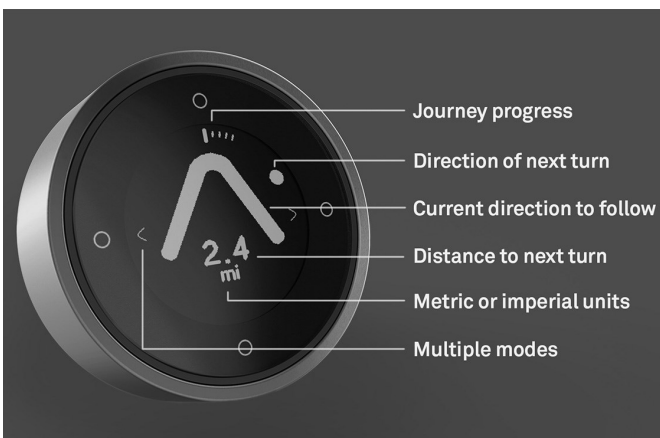 Journey progress
Direction of next turn
Current direction to follow
2.4
mi
Distance to next turn
Metric or imperial units
Multiple modes